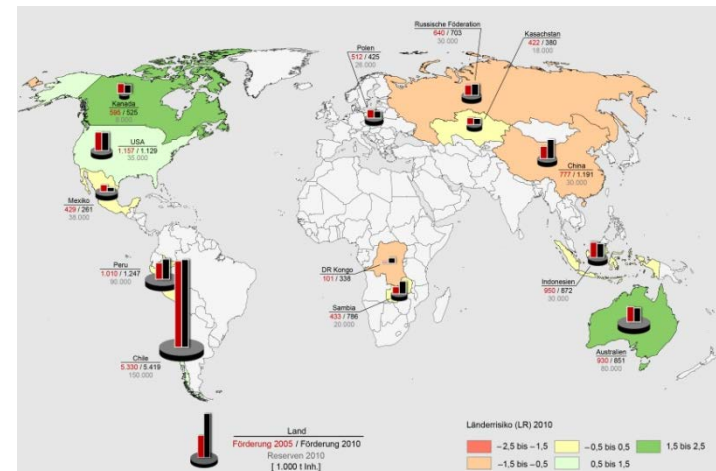 Russische Föderation
640 / 703
30.000
Kasachstan
422 / 380
18.000
Polen
512 / 425
26.000
Kanada
595 / 525
8.000
USA
1.157 / 1.129
35.000
China
777 / 1.191
30.000
Mexiko
429 / 261
38.000
Peru
1.010 / 1.247
90.000
DR Kongo
101 / 338
Indonesien
950 / 872
30.000
Sambia
433 / 786
20.000
Chile
5.330 / 5.419
150.000
Australien
930 / 851
80.000
Land
Förderung 2005 / Förderung 2010
Reserven 2010
[ 1.000 t Inh.]
Länderrisiko (LR) 2010
–2,5 bis –1,5
–0,5 bis 0,5
1,5 bis 2,5
–1,5 bis –0,5
0,5 bis 1,5